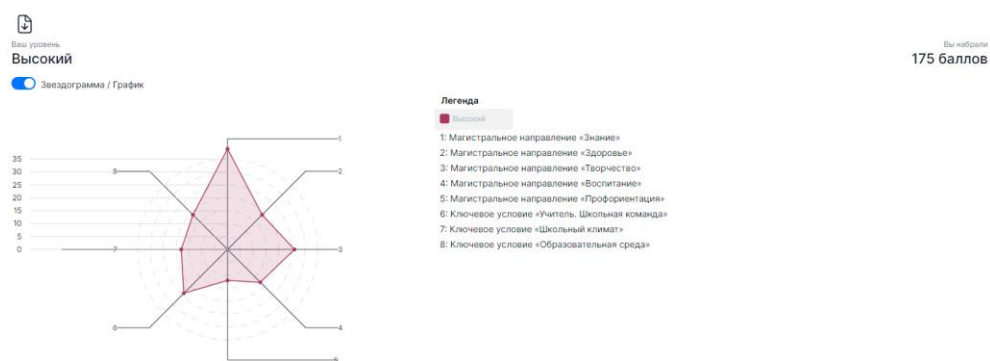 Ваш уровень
Высокий
Вы набрали
175 баллов
Звездограмма / График
Легенда
Высокий
1: Магистральное направление «Знание»
2: Магистральное направление «Здоровье»
3: Магистральное направление «Творчество»
4: Магистральное направление «Воспитание»
5: Магистральное направление «Профориентация»
6: Ключевое условие «Учитель. Школьная команда»
7: Ключевое условие «Школьный климат»
8: Ключевое условие «Образовательная среда»
1
35
30
8
2
25
20
15
10
5
0
7
3
6
4
5